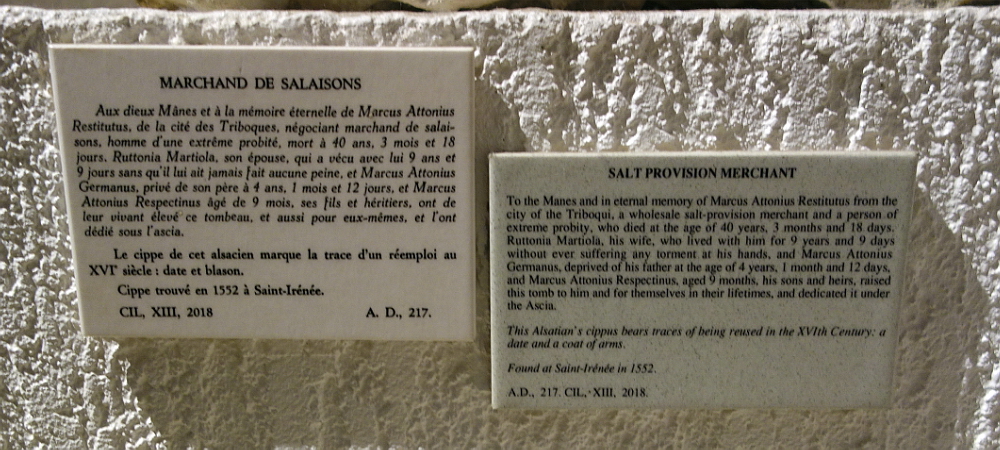 MARCHAND DE SALAISONS
Aux dieux Mânes et à la mémoire éternelle de Marcus Attonius
Restitutus, de la cité des Triboques, négociant marchand de salai-
sons, homme d'une extrême probité, mort à 40 ans, 3 mois et 18
jours. Ruttonia Martiola, son épouse, qui a vécu avec lui 9 ans et
9 jours sans qu'il lui ait jamais fait aucune peine, et Marcus Attonius
Germanus, privé de son père à 4 ans, 1 mois et 12 jours, et Marcus
Attonius Respectinus âgé de 9 mois, ses fils et héritiers, ont de
leur vivant élevé ce tombeau, et aussi pour eux-mêmes, et l'ont
dédié sous l'ascia.
Le cippe de cet alsacien marque la trace d'un réemploi au
XVIᵉ siècle : date et blason.
Cippe trouvé en 1552 à Saint-Irénée.
CIL, XIII, 2018 A. D., 217.
SALT PROVISION MERCHANT
To the Manes and in eternal memory of Marcus Attonius Restitutus from the
city of the Triboqui, a wholesale salt-provision merchant and a person of
extreme probity, who died at the age of 40 years, 3 months and 18 days.
Ruttonia Martiola, his wife, who lived with him for 9 years and 9 days
without ever suffering any torment at his hands, and Marcus Attonius
Germanus, deprived of his father at the age of 4 years, 1 month and 12 days,
and Marcus Attonius Respectinus, aged 9 months, his sons and heirs, raised
this tomb to him and for themselves in their lifetimes, and dedicated it under
the Ascia.
This Alsatian's cippus bears traces of being reused in the XVIth Century: a
date and a coat of arms.
Found at Saint-Irénée in 1552.
A.D., 217. CIL, XIII, 2018.